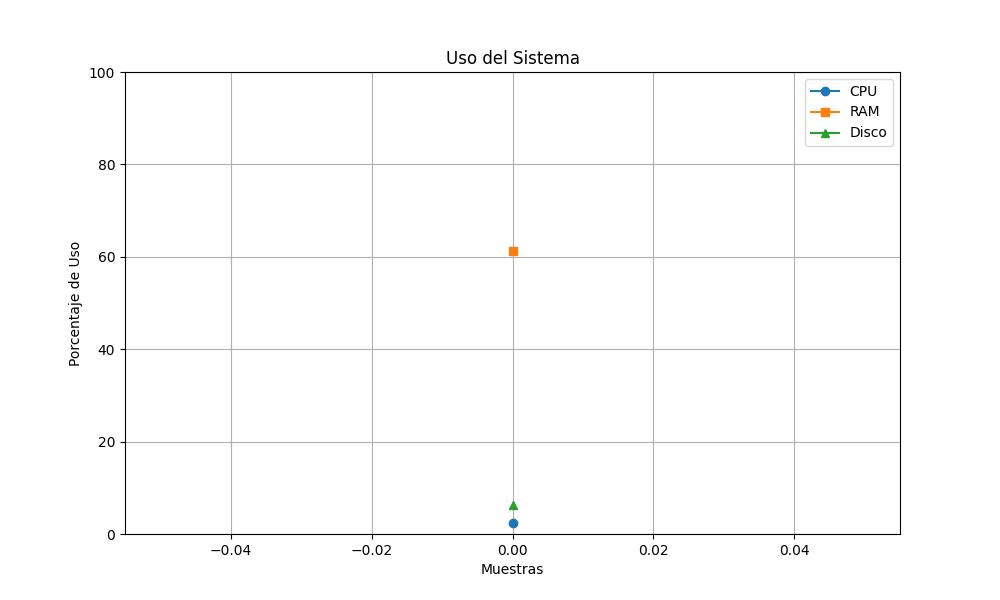 Uso del Sistema
100
80
60
40
20
0
Porcentaje de Uso
CPU
RAM
Disco
−0.04
−0.02
0.00
0.02
0.04
Muestras